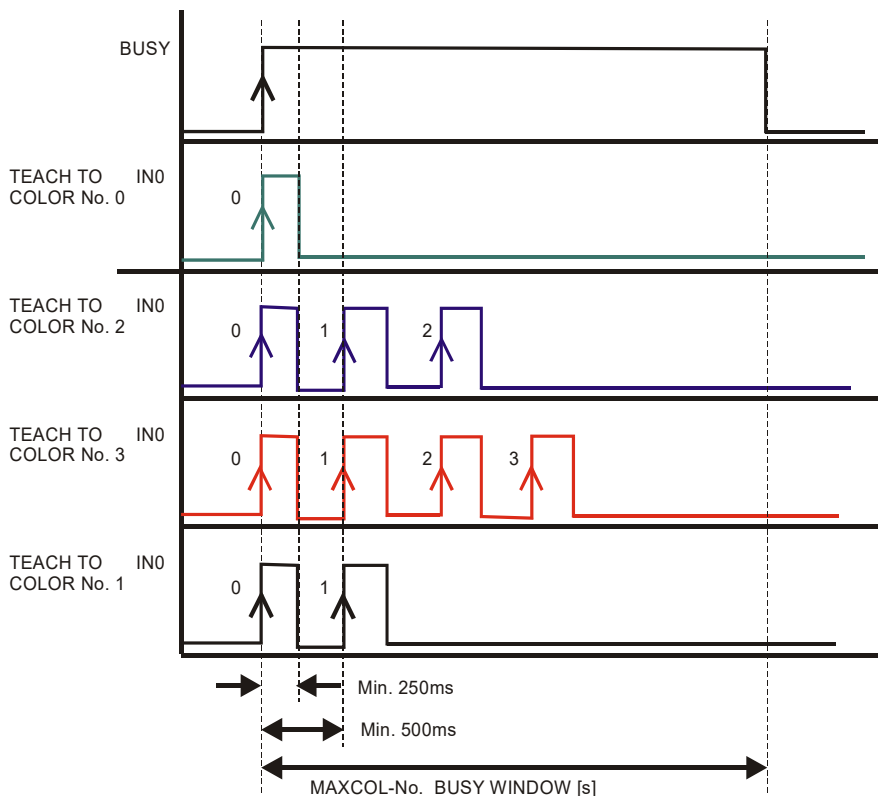 BUSY
TEACH TO IN0
COLOR No. 0
0
TEACH TO IN0
COLOR No. 2
0 1 2
TEACH TO IN0
COLOR No. 3
0 1 2 3
TEACH TO IN0
COLOR No. 1
0 1
Min. 250ms
Min. 500ms
MAXCOL-No. BUSY WINDOW [s]